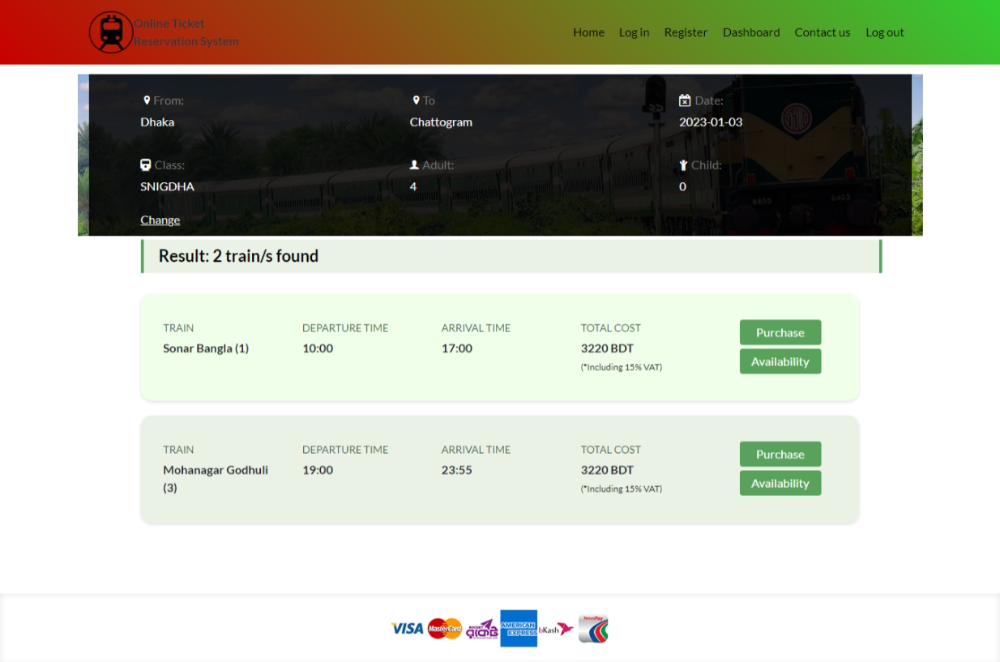 Online Ticket
Reservation System
Home Log in Register Dashboard Contact us Log out
From: To Date:
Dhaka Chattogram 2023-01-03
Class: Adult: Child:
SNIGDHA 4 0
Change
6800 6403
Result: 2 train/s found
TRAIN DEPARTURE TIME ARRIVAL TIME TOTAL COST
Purchase
Sonar Bangla (1) 10:00 17:00 3220 BDT
Availability
(*Including 15% VAT)
TRAIN DEPARTURE TIME ARRIVAL TIME TOTAL COST
Purchase
Mohanagar Godhuli 19:00 23:55 3220 BDT
Availability
(3) (*Including 15% VAT)
VISA MasterCard ROCKET AMERICAN EXPRESS bKash NexusPay